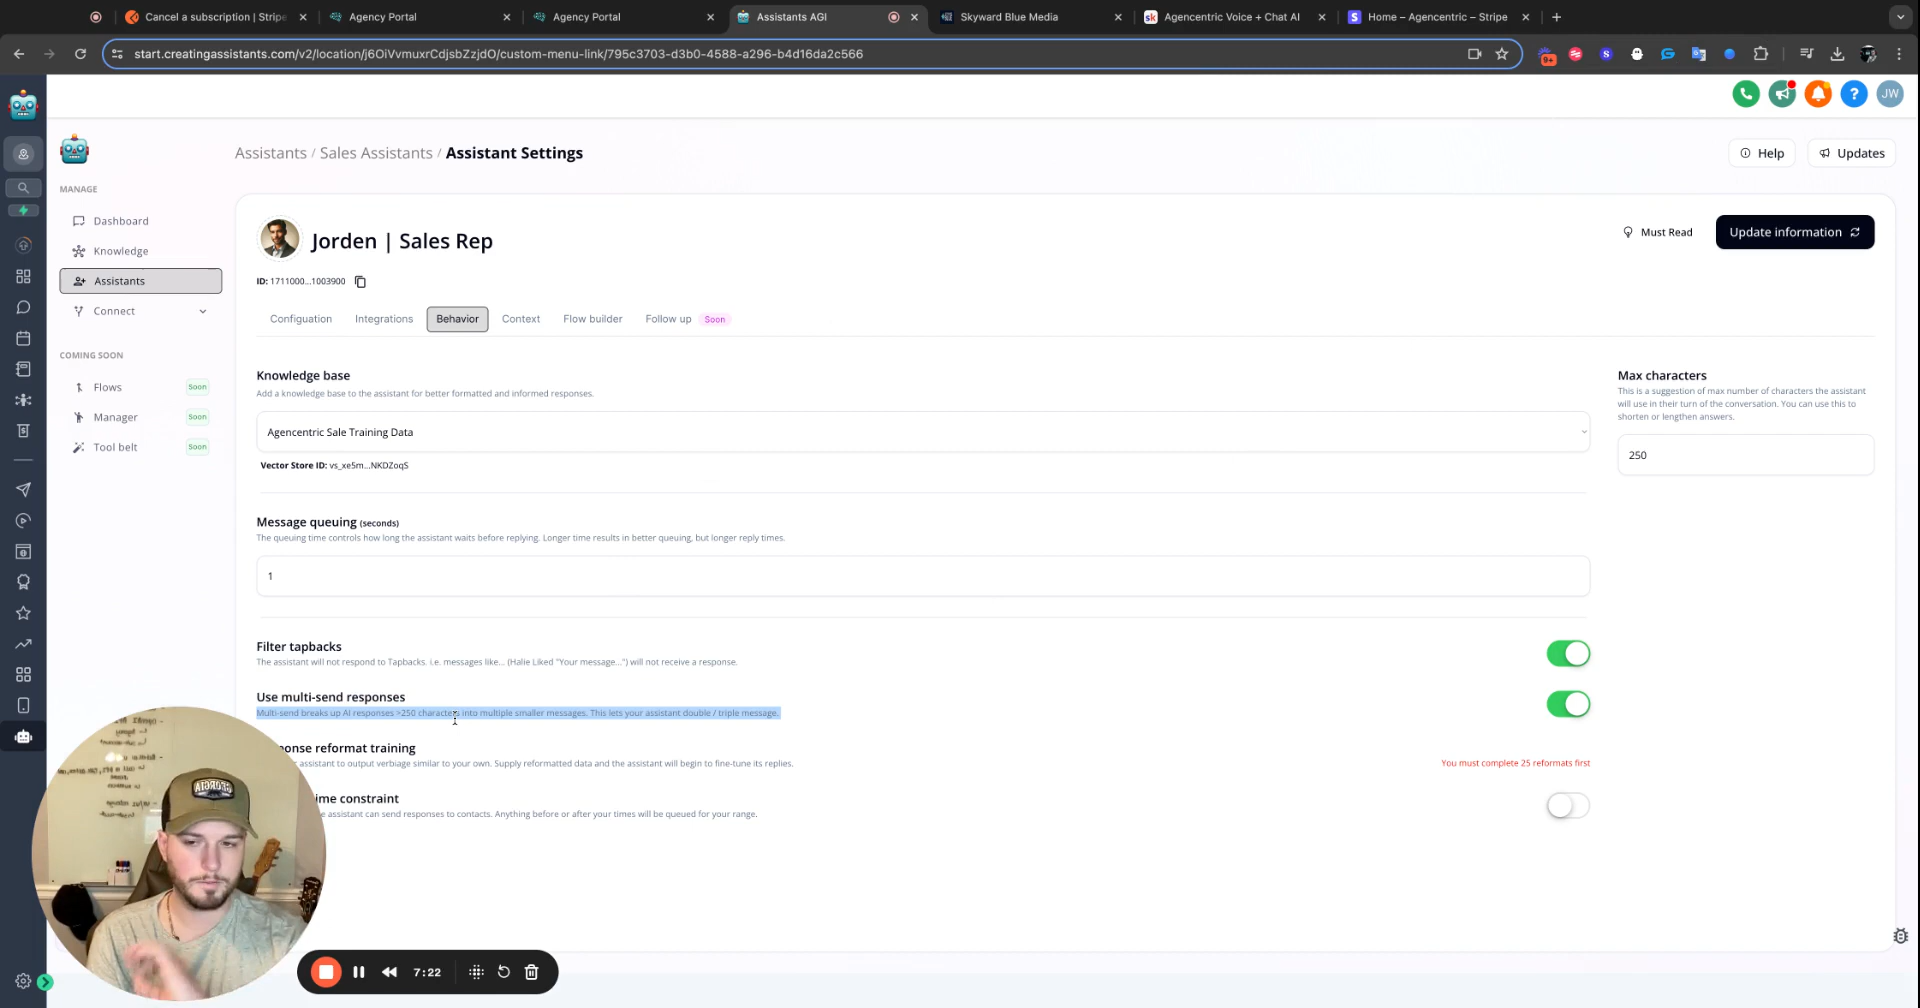 Cancel a subscription | Stripe
Agency Portal
Agency Portal
Assistants AGI
Skyward Blue Media
Agencentric Voice + Chat AI
Home – Agencentric – Stripe
start.creatingassistants.com/v2/location/j6OiVvmuxrCdjsbZzjdO/custom-menu-link/795c3703-d3b0-4588-a296-b4d16da2c566
9+
JW
Assistants / Sales Assistants / Assistant Settings
Help
Updates
MANAGE
Dashboard
Knowledge
Assistants
Connect
COMING SOON
Flows Soon
Manager Soon
Tool belt Soon
Jorden | Sales Rep
Must Read
Update information
ID: 1711000...1003900
Configuation
Integrations
Behavior
Context
Flow builder
Follow up Soon
Knowledge base
Add a knowledge base to the assistant for better formatted and informed responses.
Agencentric Sale Training Data
Vector Store ID: vs_xe5m...NKDZoqS
Max characters
This is a suggestion of max number of characters the assistant
will use in their turn of the conversation. You can use this to
shorten or lengthen answers.
250
Message queuing (seconds)
The queuing time controls how long the assistant waits before replying. Longer time results in better queuing, but longer reply times.
1
Filter tapbacks
The assistant will not respond to Tapbacks. i.e. messages like... (Halie Liked "Your message...") will not receive a response.
Use multi-send responses
Multi-send breaks up AI responses >250 characters into multiple smaller messages. This lets your assistant double / triple message.
onse reformat training
assistant to output verbiage similar to your own. Supply reformatted data and the assistant will begin to fine-tune its replies.
You must complete 25 reformats first
ime constraint
e assistant can send responses to contacts. Anything before or after your times will be queued for your range.
GEORGIA
7:22